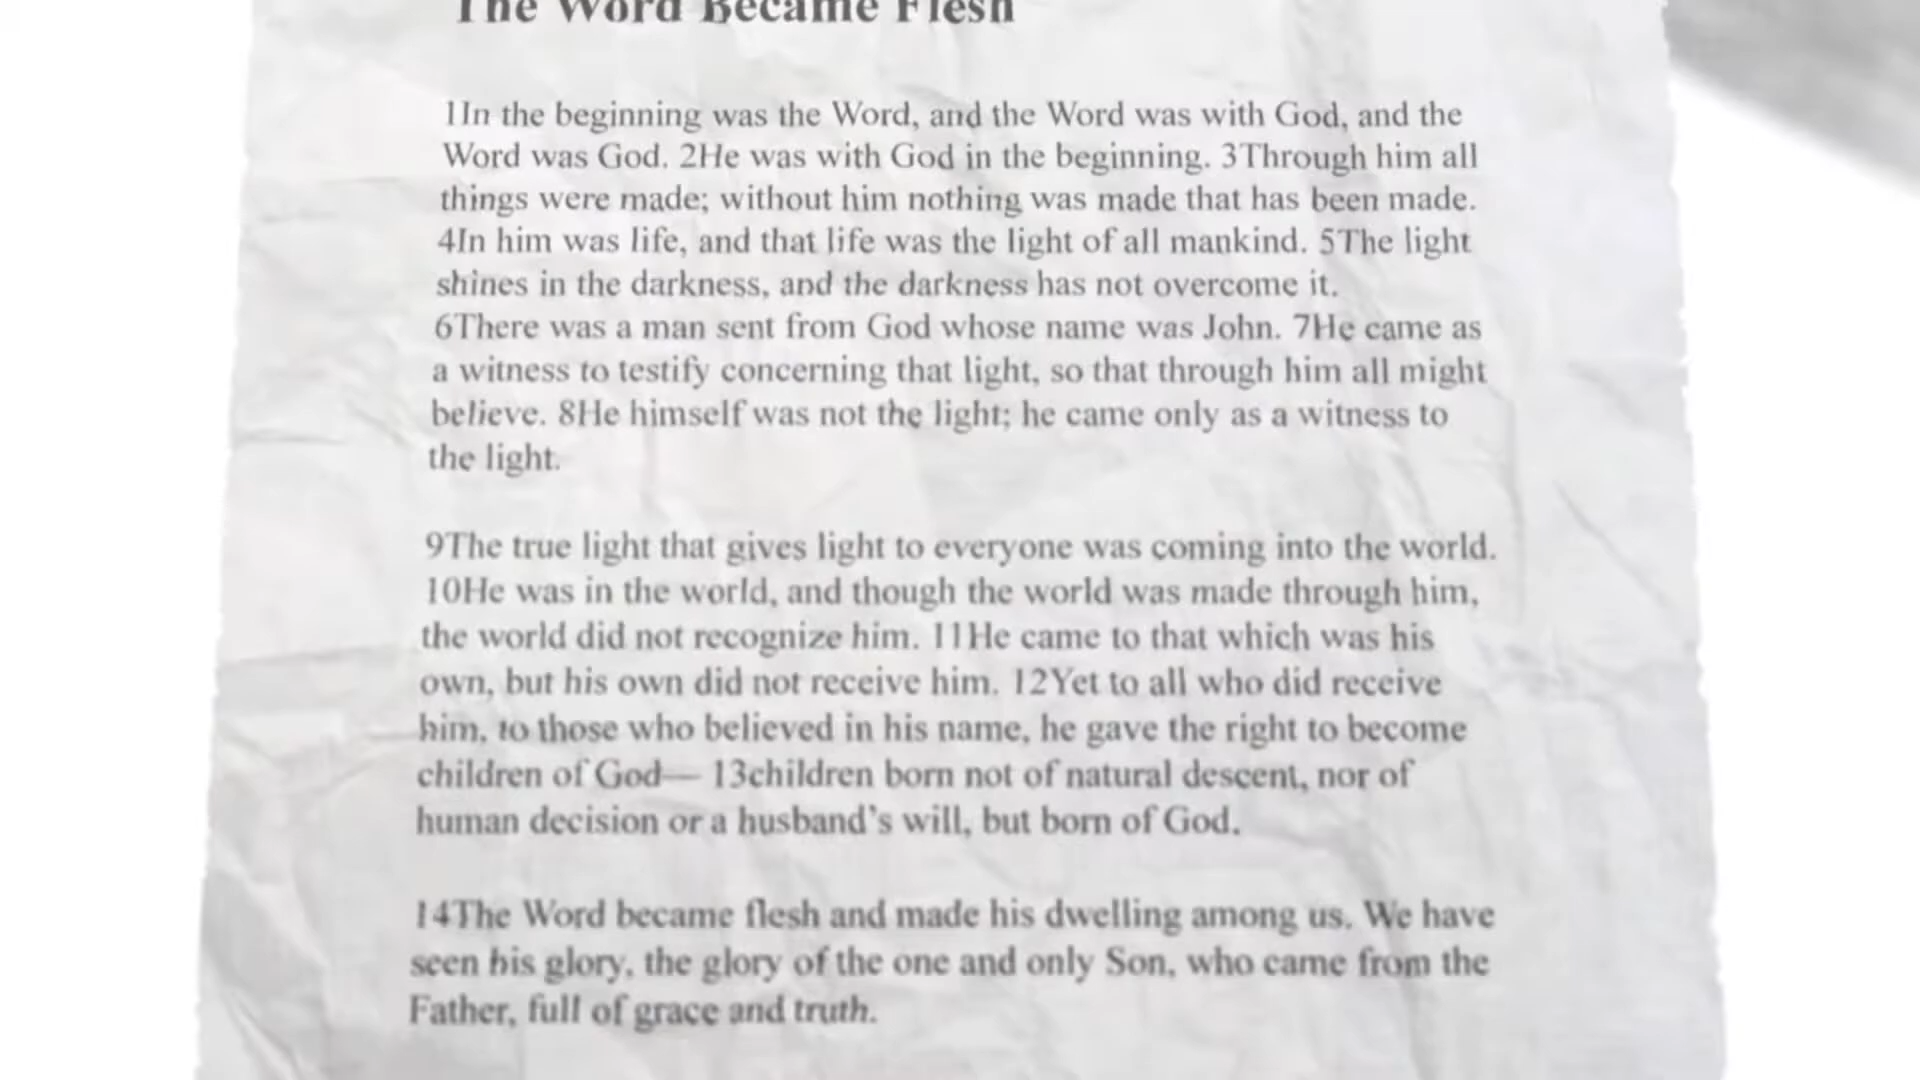 The Word Became Flesh
1In the beginning was the Word, and the Word was with God, and the
Word was God. 2He was with God in the beginning. 3Through him all
things were made; without him nothing was made that has been made.
4In him was life, and that life was the light of all mankind. 5The light
shines in the darkness, and the darkness has not overcome it.
6There was a man sent from God whose name was John. 7He came as
a witness to testify concerning that light, so that through him all might
believe. 8He himself was not the light; he came only as a witness to
the light.
9The true light that gives light to everyone was coming into the world.
10He was in the world, and though the world was made through him,
the world did not recognize him. 11He came to that which was his
own, but his own did not receive him. 12Yet to all who did receive
him, to those who believed in his name, he gave the right to become
children of God— 13children born not of natural descent, nor of
human decision or a husband’s will, but born of God.
14The Word became flesh and made his dwelling among us. We have
seen his glory, the glory of the one and only Son, who came from the
Father, full of grace and truth.